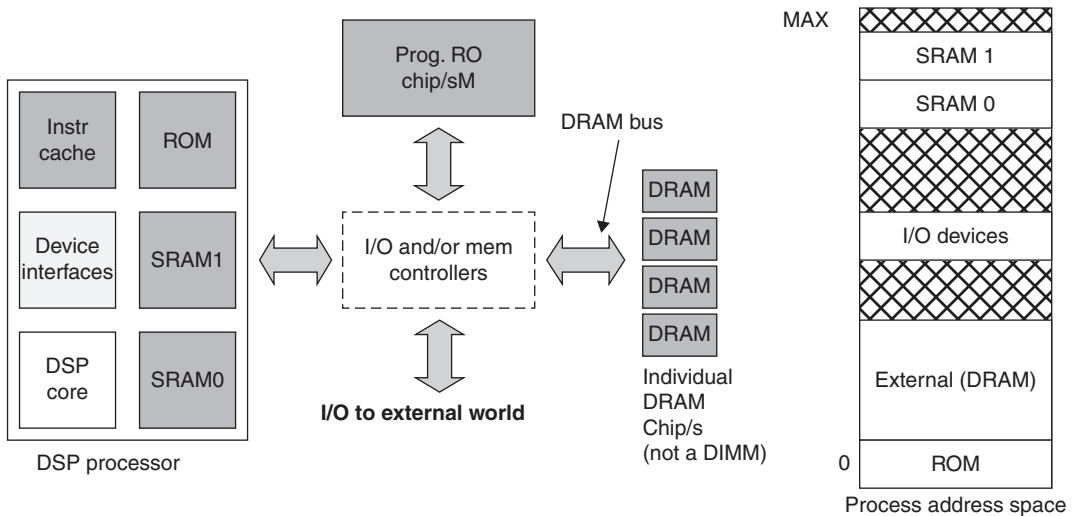 Instr
cache
ROM
Device
interfaces
SRAM1
DSP
core
SRAM0
DSP processor
Prog. RO
chip/sM
I/O and/or mem
controllers
I/O to external world
DRAM bus
DRAM
DRAM
DRAM
DRAM
Individual
DRAM
Chip/s
(not a DIMM)
MAX
SRAM 1
SRAM 0
I/O devices
External (DRAM)
0
ROM
Process address space